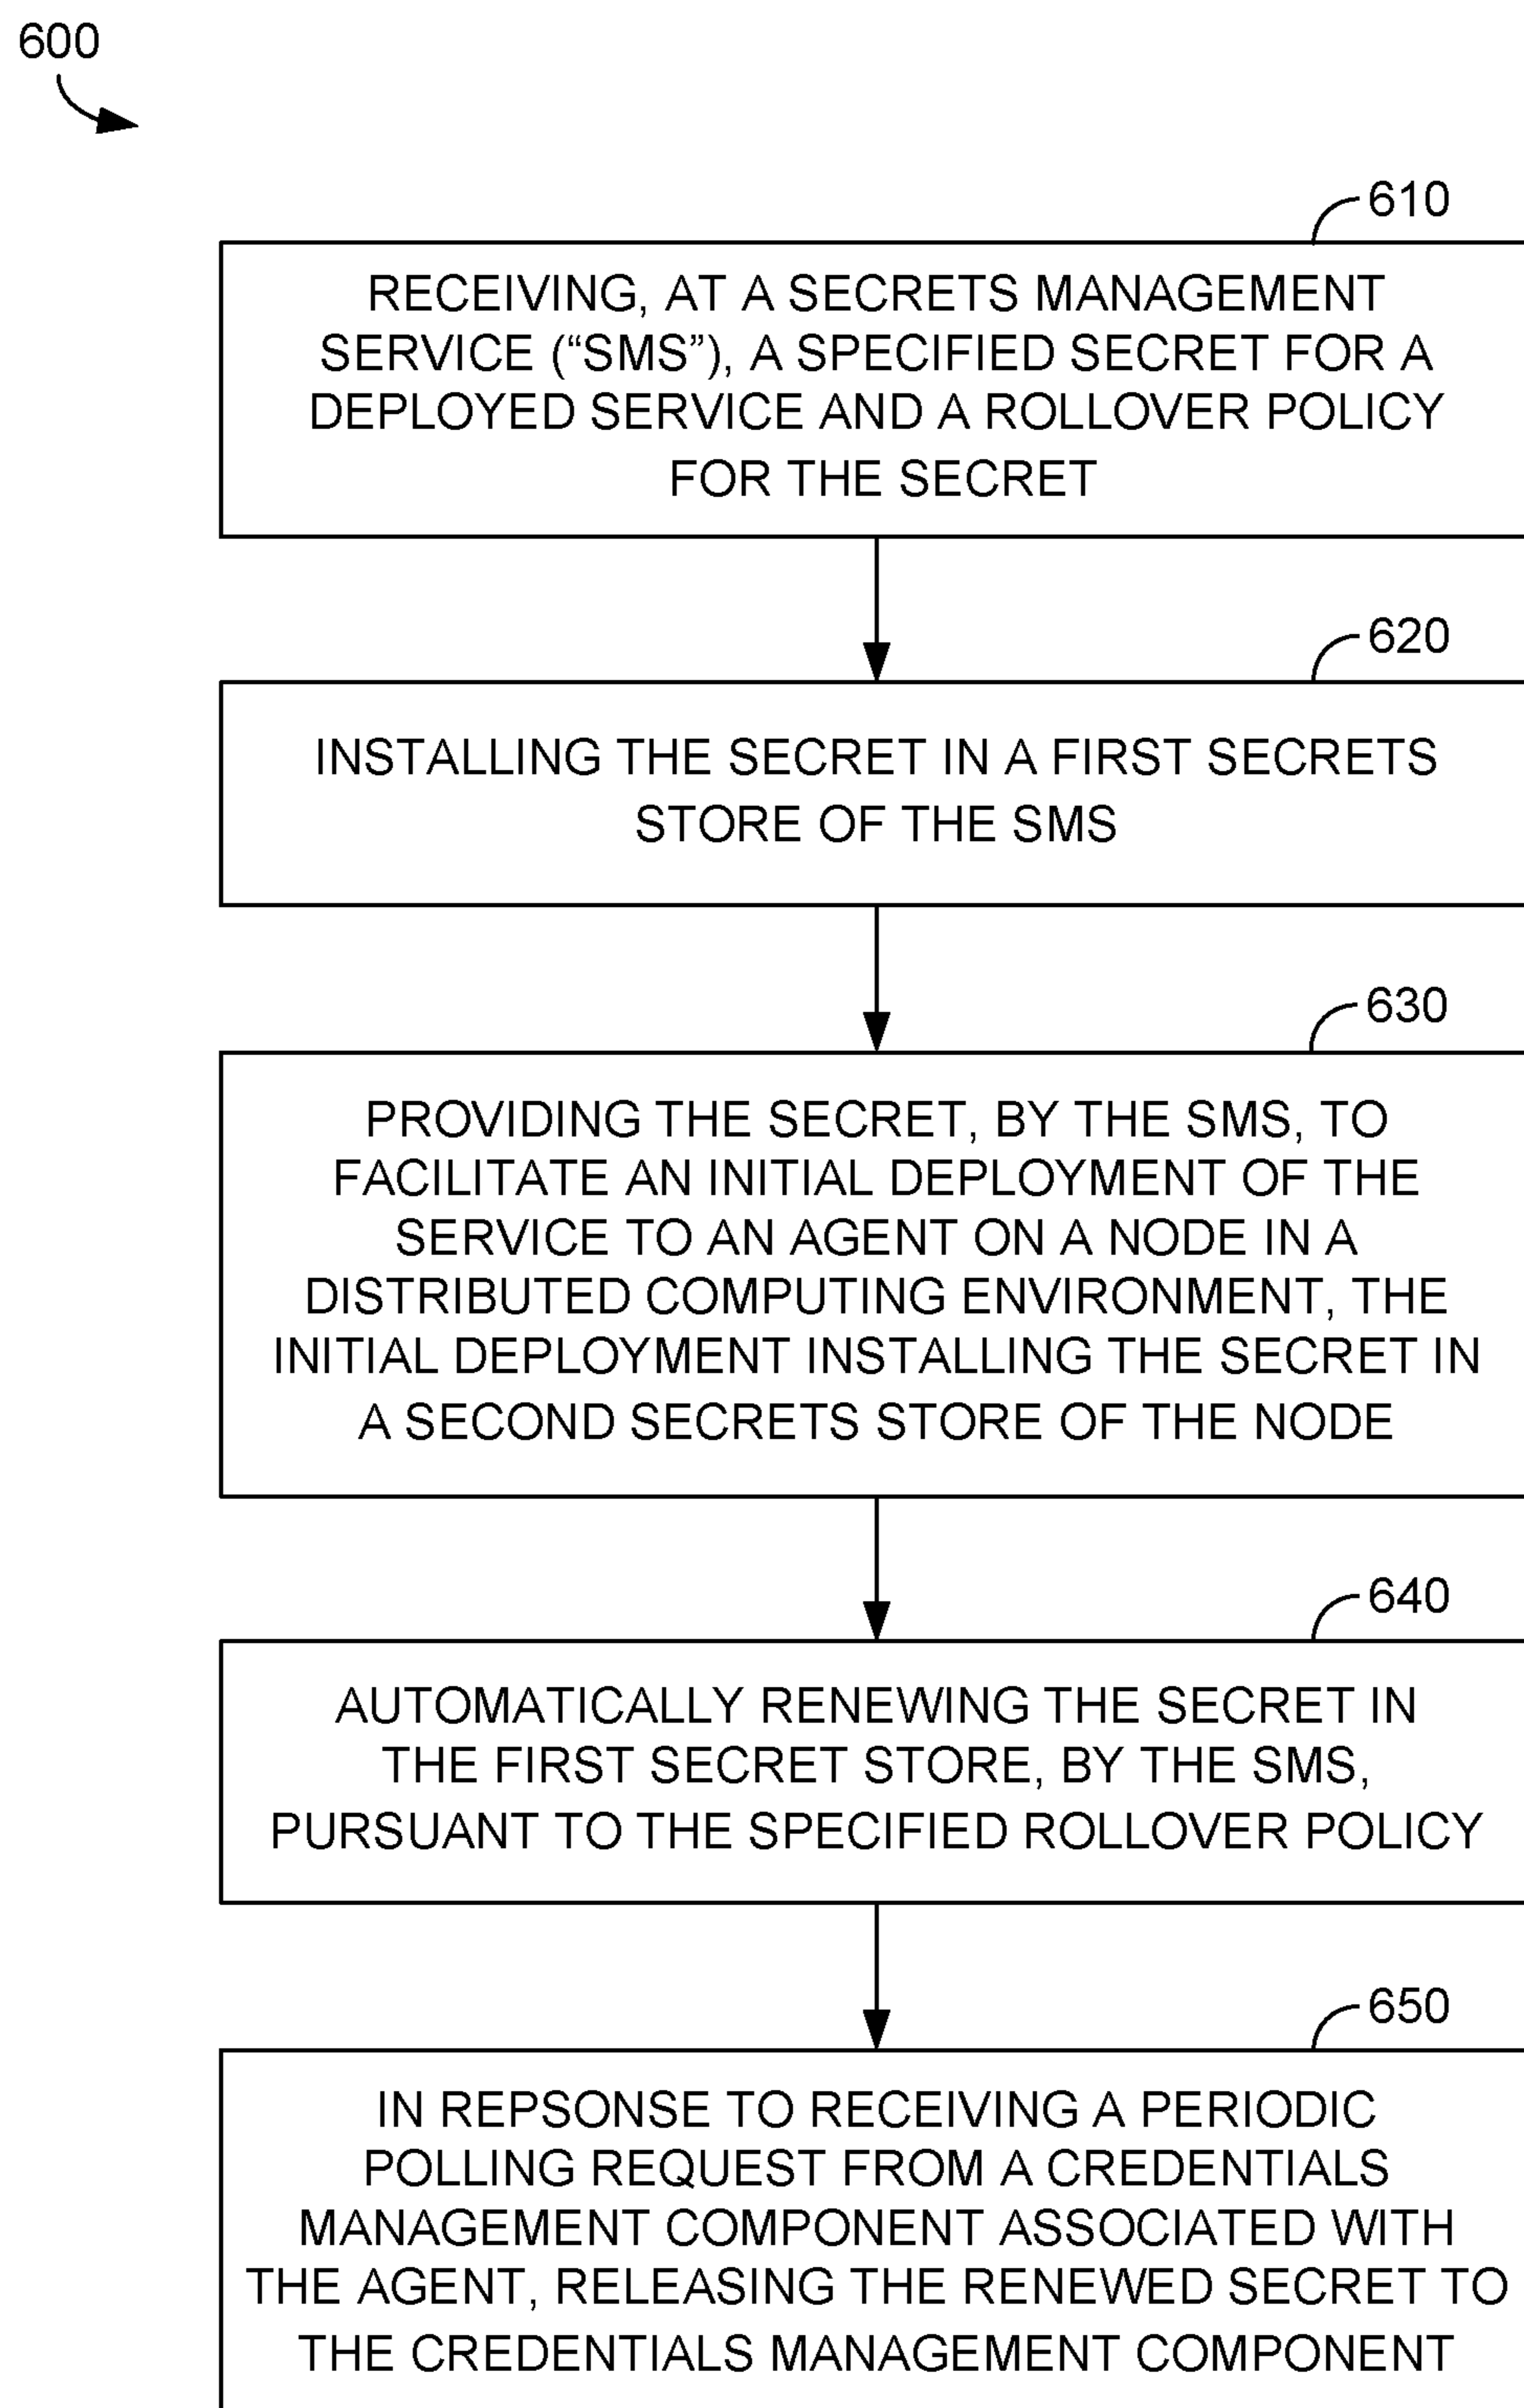 600
610
RECEIVING, AT A SECRETS MANAGEMENT
SERVICE (“SMS”), A SPECIFIED SECRET FOR A
DEPLOYED SERVICE AND A ROLLOVER POLICY
FOR THE SECRET
620
INSTALLING THE SECRET IN A FIRST SECRETS
STORE OF THE SMS
630
PROVIDING THE SECRET, BY THE SMS, TO
FACILITATE AN INITIAL DEPLOYMENT OF THE
SERVICE TO AN AGENT ON A NODE IN A
DISTRIBUTED COMPUTING ENVIRONMENT, THE
INITIAL DEPLOYMENT INSTALLING THE SECRET IN
A SECOND SECRETS STORE OF THE NODE
640
AUTOMATICALLY RENEWING THE SECRET IN
THE FIRST SECRET STORE, BY THE SMS,
PURSUANT TO THE SPECIFIED ROLLOVER POLICY
650
IN REPSONSE TO RECEIVING A PERIODIC
POLLING REQUEST FROM A CREDENTIALS
MANAGEMENT COMPONENT ASSOCIATED WITH
THE AGENT, RELEASING THE RENEWED SECRET TO
THE CREDENTIALS MANAGEMENT COMPONENT